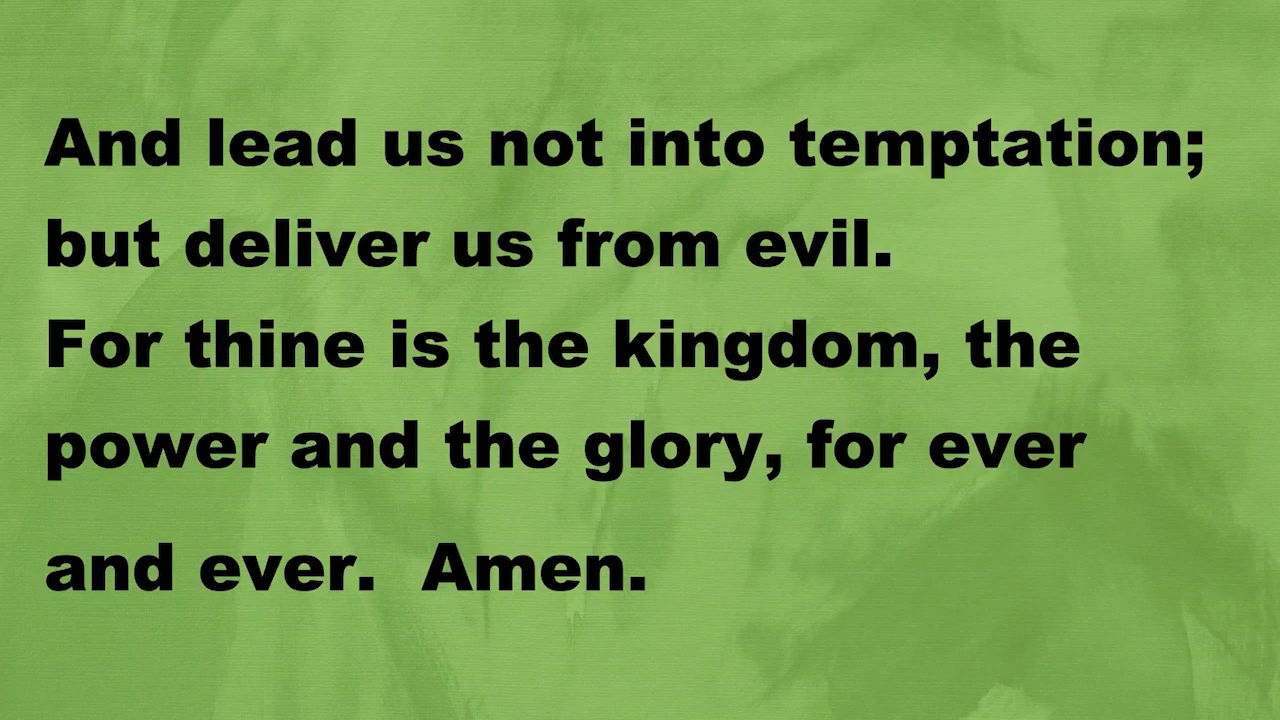 And lead us not into temptation;
but deliver us from evil.
For thine is the kingdom, the
power and the glory, for ever
and ever.  Amen.